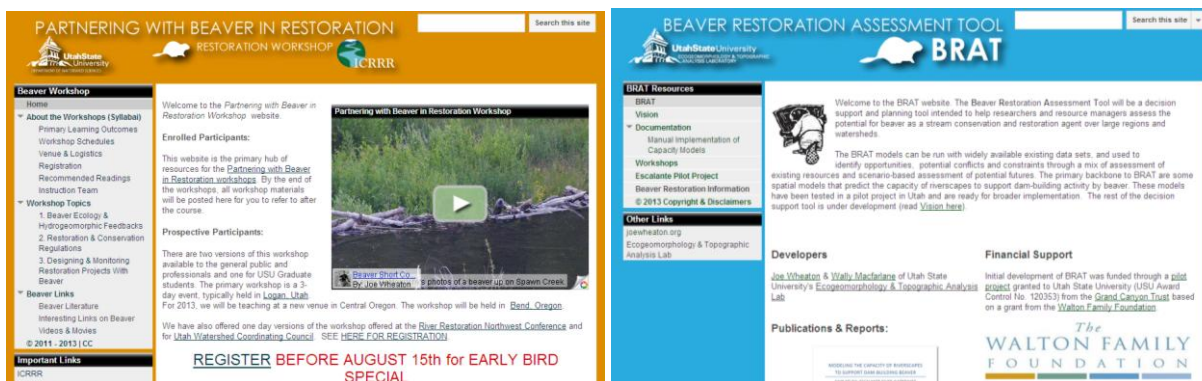 PARTNERING WITH BEAVER IN RESTORATION
Search this site
RESTORATION WORKSHOP
UtahState
University
ICRRR
Beaver Workshop
Home
About the Workshops (Syllabai)
Primary Learning Outcomes
Workshop Schedules
Venue & Logistics
Registration
Recommended Readings
Instruction Team
Workshop Topics
1. Beaver Ecology &
Hydrogeomorphic Feedbacks
2. Restoration & Conservation
Regulations
3. Designing & Monitoring
Restoration Projects With
Beaver
Beaver Links
Beaver Literature
Interesting Links on Beaver
Videos & Movies
© 2011 - 2013 | CC
Important Links
ICRRR
Welcome to the Partnering with Beaver in
Restoration Workshop website.
Enrolled Participants:
This website is the primary hub of
resources for the Partnering with Beaver
in Restoration workshops. By the end of
the workshops, all workshop materials
will be posted here for you to refer to after
the course.
Prospective Participants:
There are two versions of this workshop
available to the general public and
professionals and one for USU Graduate
students. The primary workshop is a 3-
day event, typically held in Logan, Utah.
For 2013, we will be teaching at a new venue in Central Oregon. The workshop will be held in Bend, Oregon.
We have also offered one day versions of the workshop offered at the River Restoration Northwest Conference and
for Utah Watershed Coordinating Council. SEE HERE FOR REGISTRATION.
REGISTER BEFORE AUGUST 15th for EARLY BIRD
SPECIAL
Partnering with Beaver in Restoration Workshop
Beaver Short Co...
By: Joe Wheaton
s photos of a beaver up on Spawn Creek
BEAVER RESTORATION ASSESSMENT TOOL
Search this site
BRAT
UtahStateUniversity
ECOGEOMORPHOLOGY & TOPOGRAPHIC
ANALYSIS LABORATORY
BRAT Resources
BRAT
Vision
Documentation
Manual Implementation of
Capacity Models
Workshops
Escalante Pilot Project
Beaver Restoration Information
© 2013 Copyright & Disclaimers
Other Links
joewheaton.org
Ecogeomorphology & Topographic
Analysis Lab
Welcome to the BRAT website. The Beaver Restoration Assessment Tool will be a decision
support and planning tool intended to help researchers and resource managers assess the
potential for beaver as a stream conservation and restoration agent over large regions and
watersheds.
The BRAT models can be run with widely available existing data sets, and used to
identify opportunities, potential conflicts and constraints through a mix of assessment of
existing resources and scenario-based assessment of potential futures. The primary backbone to BRAT are some
spatial models that predict the capacity of riverscapes to support dam-building activity by beaver. These models
have been tested in a pilot project in Utah and are ready for broader implementation. The rest of the decision
support tool is under development (read Vision here).
Developers
Joe Wheaton & Wally Macfarlane of Utah State
University's Ecogeomorphology & Topographic Analysis
Lab
Publications & Reports:
MODELING THE CAPACITY OF RIVERSCAPES
TO SUPPORT DAM-BUILDING BEAVER
Financial Support
Initial development of BRAT was funded through a pilot
project granted to Utah State University (USU Award
Control No. 120353) from the Grand Canyon Trust based
on a grant from the Walton Family Foundation.
The
WALTON FAMILY
FOUNDATION